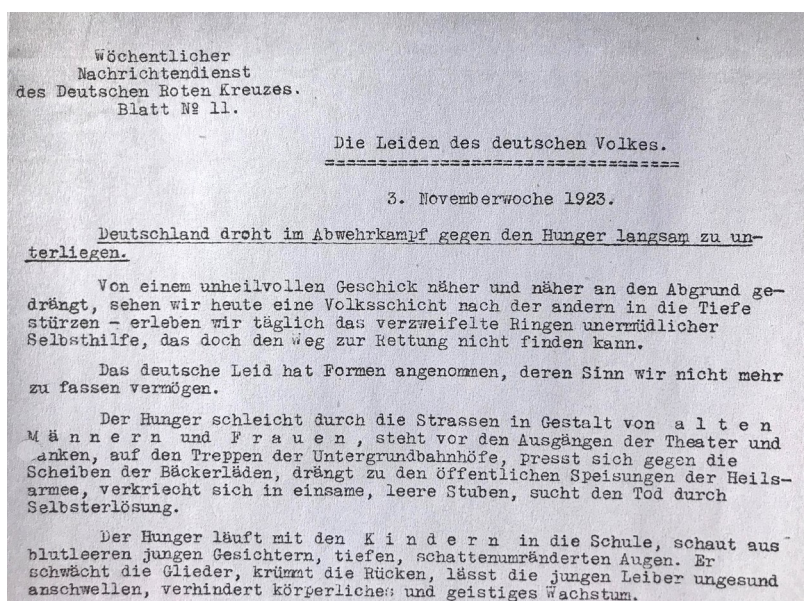 Wöchentlicher
Nachrichtendienst
des Deutschen Roten Kreuzes.
Blatt № 11.
Die Leiden des deutschen Volkes.
==================================
3. Novemberwoche 1923.
Deutschland droht im Abwehrkampf gegen den Hunger langsam zu un-
terliegen.
Von einem unheilvollen Geschick näher und näher an den Abgrund ge-
drängt, sehen wir heute eine Volksschicht nach der andern in die Tiefe
stürzen - erleben wir täglich das verzweifelte Ringen unermüdlicher
Selbsthilfe, das doch den Weg zur Rettung nicht finden kann.
Das deutsche Leid hat Formen angenommen, deren Sinn wir nicht mehr
zu fassen vermögen.
Der Hunger schleicht durch die Strassen in Gestalt von a l t e n
M ä n n e r n und F r a u e n , steht vor den Ausgängen der Theater und
anken, auf den Treppen der Untergrundbahnhöfe, presst sich gegen die
Scheiben der Bäckerläden, drängt zu den öffentlichen Speisungen der Heils-
armee, verkriecht sich in einsame, leere Stuben, sucht den Tod durch
Selbsterlösung.
Der Hunger läuft mit den K i n d e r n in die Schule, schaut aus
blutleeren jungen Gesichtern, tiefen, schattenumränderten Augen. Er
schwächt die Glieder, krümmt die Rücken, lässt die jungen Leiber ungesund
anschwellen, verhindert körperliches und geistiges Wachstum.